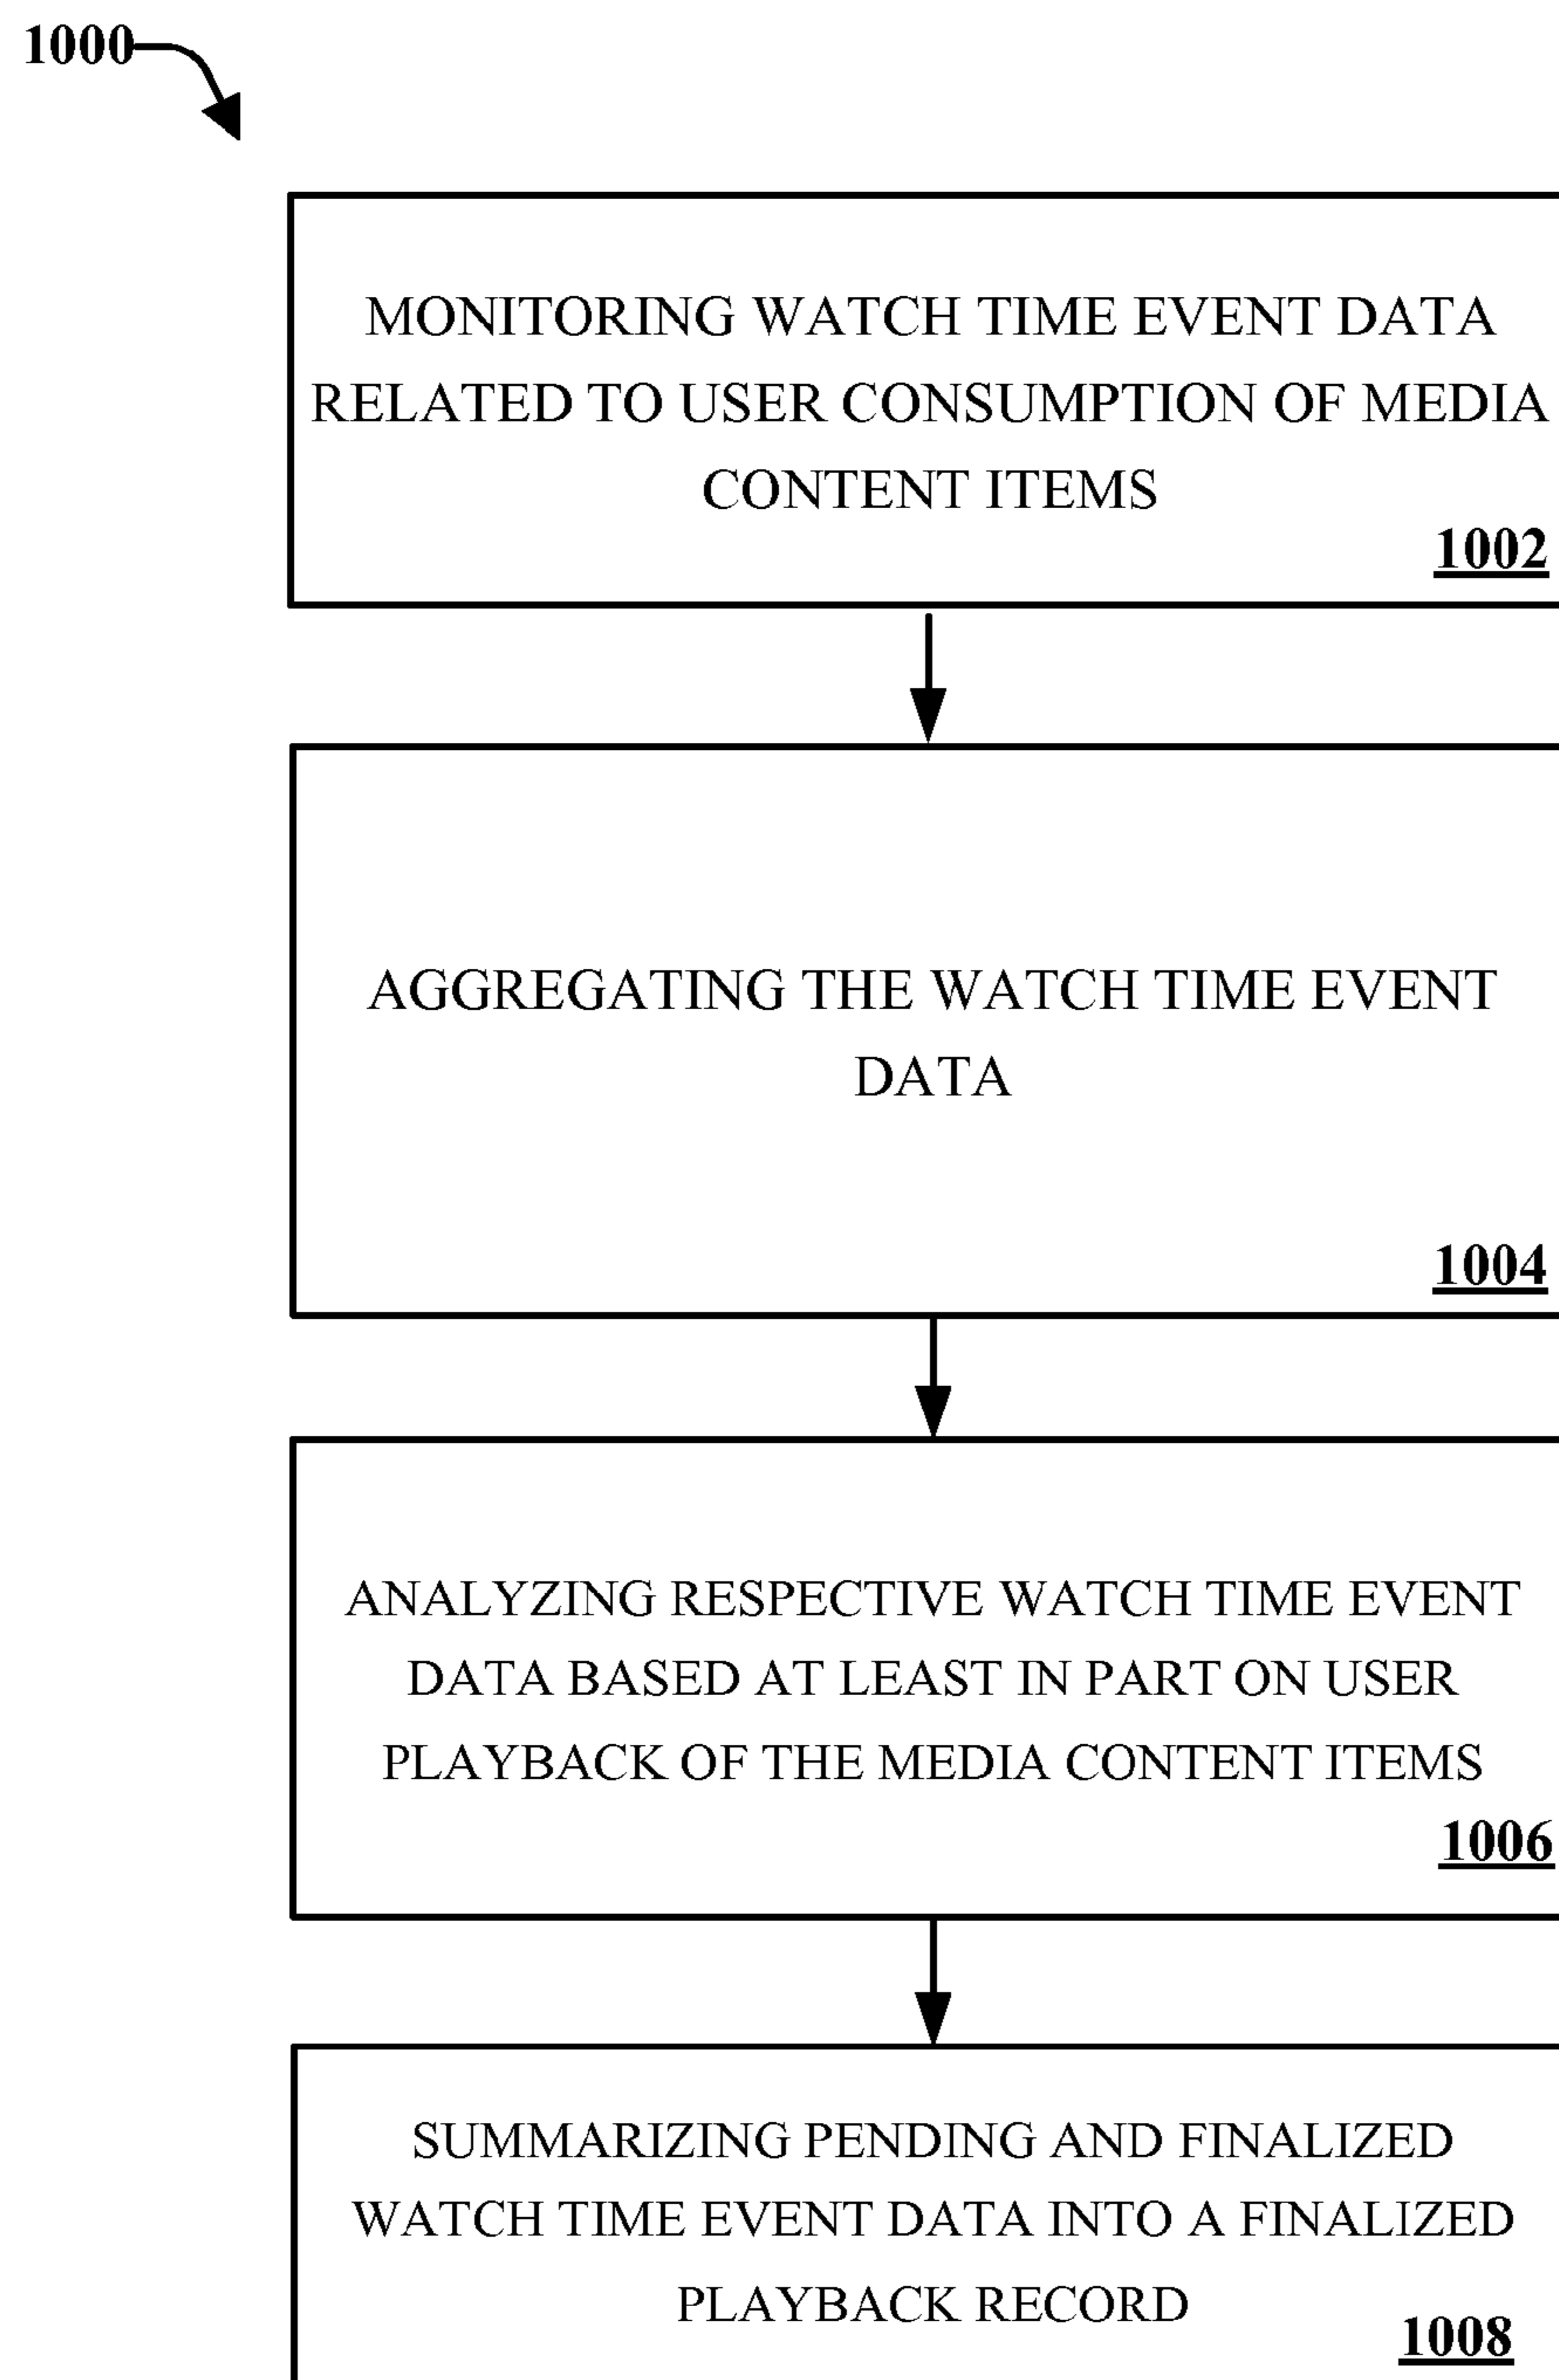 1000
MONITORING WATCH TIME EVENT DATA
RELATED TO USER CONSUMPTION OF MEDIA
CONTENT ITEMS
1002
AGGREGATING THE WATCH TIME EVENT
DATA
1004
ANALYZING RESPECTIVE WATCH TIME EVENT
DATA BASED AT LEAST IN PART ON USER
PLAYBACK OF THE MEDIA CONTENT ITEMS
1006
SUMMARIZING PENDING AND FINALIZED
WATCH TIME EVENT DATA INTO A FINALIZED
PLAYBACK RECORD
1008